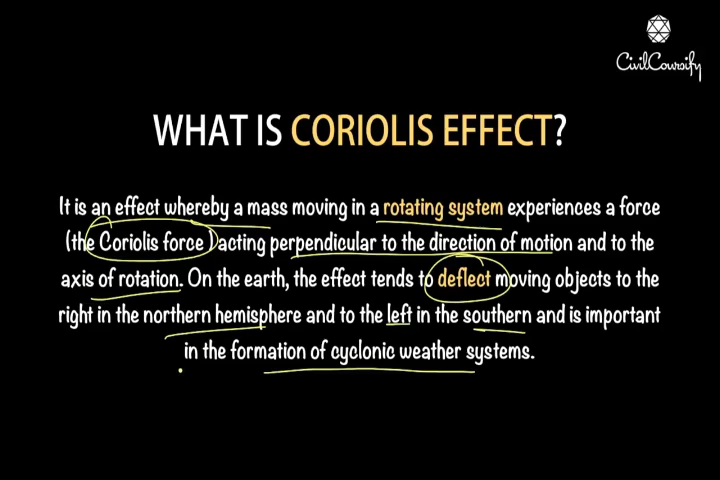 CivilCoursify
WHAT IS CORIOLIS EFFECT?
It is an effect whereby a mass moving in a rotating system experiences a force
(the Coriolis force ) acting perpendicular to the direction of motion and to the
axis of rotation. On the earth, the effect tends to deflect moving objects to the
right in the northern hemisphere and to the left in the southern and is important
in the formation of cyclonic weather systems.